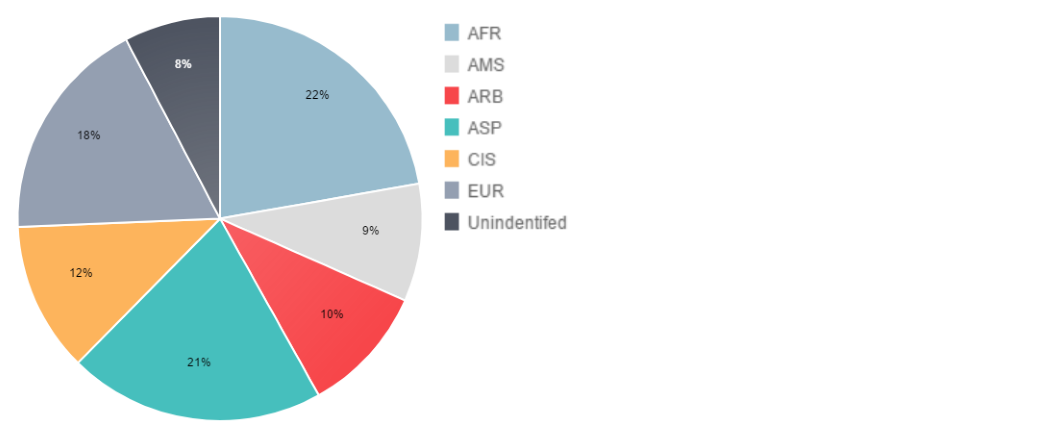 8%
22%
18%
9%
12%
10%
21%
AFR
AMS
ARB
ASP
CIS
EUR
Unindentifed